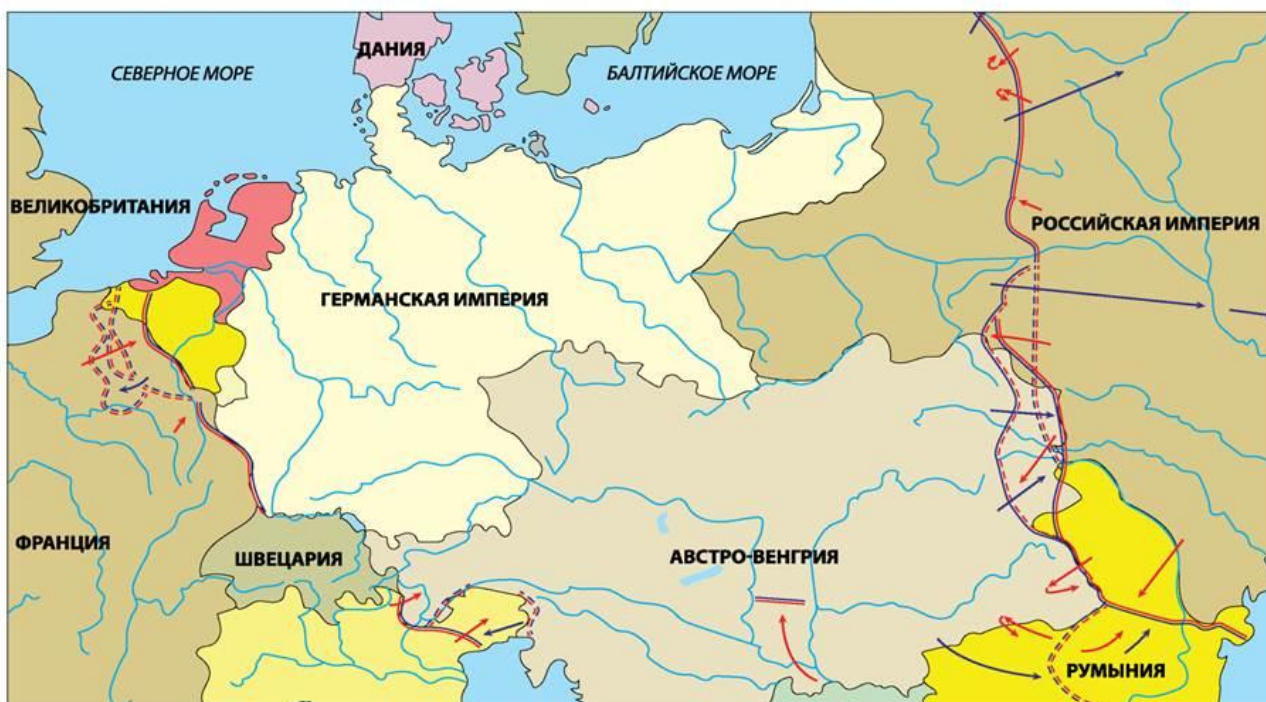 ДАНИЯ
СЕВЕРНОЕ МОРЕ
БАЛТИЙСКОЕ МОРЕ
ВЕЛИКОБРИТАНИЯ
РОССИЙСКАЯ ИМПЕРИЯ
ГЕРМАНСКАЯ ИМПЕРИЯ
ФРАНЦИЯ
ШВЕЦАРИЯ
АВСТРО-ВЕНГРИЯ
РУМЫНИЯ